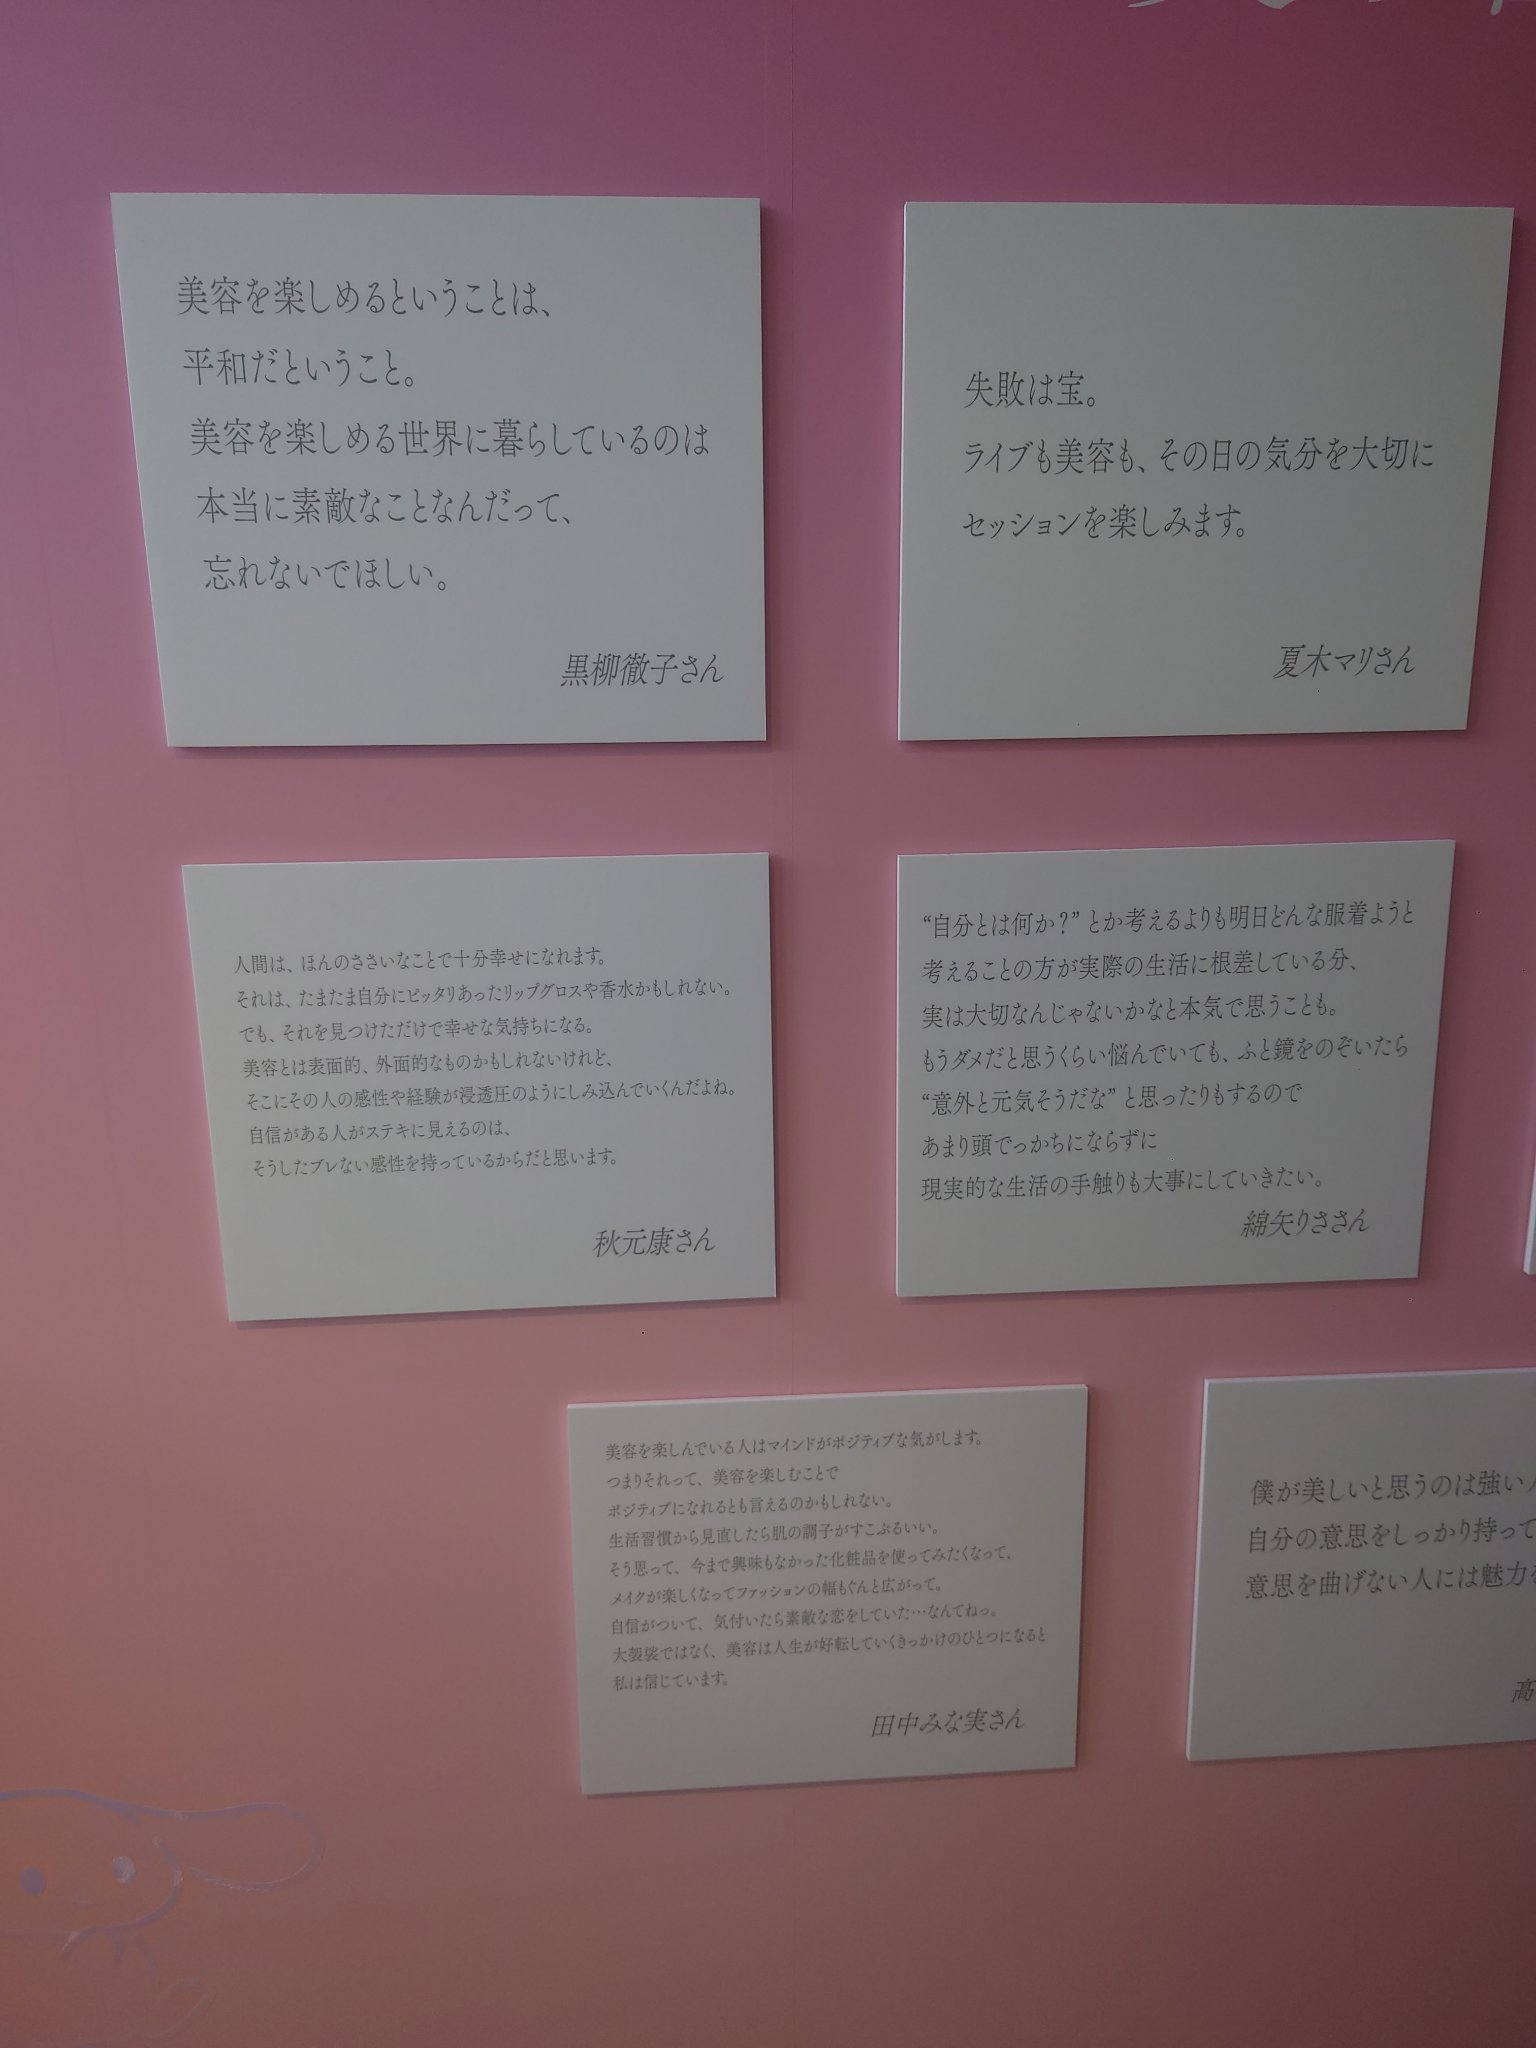 美容を楽しめるということは、
平和だということ。
美容を楽しめる世界に暮らしているのは
本当に素敵なことなんだって、
忘れないでほしい。
黒柳徹子さん
失敗は宝。
ライブも美容も、その日の気分を大切に
セッションを楽しみます。
夏木マリさん
人間は、ほんのささいなことで十分幸せになれます。
それは、たまたま自分にピッタリあったリップグロスや香水かもしれない。
でも、それを見つけただけで幸せな気持ちになる。
美容とは表面的、外面的なものかもしれないけれど、
そこにその人の感性や経験が浸透圧のようにしみ込んでいくんだよね。
自信がある人がステキに見えるのは、
そうしたブレない感性を持っているからだと思います。
秋元康さん
“自分とは何か？” とか考えるよりも明日どんな服着ようと
考えることの方が実際の生活に根差している分、
実は大切なんじゃないかなと本気で思うことも。
もうダメだと思うくらい悩んでいても、ふと鏡をのぞいたら
“意外と元気そうだな” と思ったりもするので
あまり頭でっかちにならずに
現実的な生活の手触りも大事にしていきたい。
綿矢りささん
美容を楽しんでいる人はマインドがポジティブな気がします。
つまりそれって、美容を楽しむことで
ポジティブになれるとも言えるのかもしれない。
生活習慣から見直したら肌の調子がすこぶるいい。
そう思って、今まで興味もなかった化粧品を使ってみたくなって、
メイクが楽しくなってファッションの幅もぐんと広がって。
自信がついて、気付いたら素敵な恋をしていた…なんてねっ。
大袈裟ではなく、美容は人生が好転していくきっかけのひとつになると
私は信じています。
田中みな実さん
僕が美しいと思うのは強い
自分の意思をしっかり持って
意思を曲げない人には魅力
髙